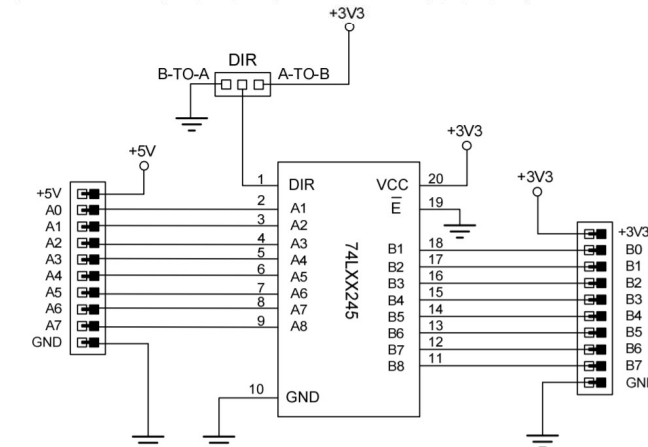 +3V3
DIR
B-TO-A
A-TO-B
+5V
+3V3
+3V3
1 DIR
2 A1
3 A2
4 A3
5 A4
6 A5
7 A6
8 A7
9 A8
10 GND
74LXX245
VCC 20
E 19
B1 18
B2 17
B3 16
B4 15
B5 14
B6 13
B7 12
B8 11
+5V
A0
A1
A2
A3
A4
A5
A6
A7
GND
+3V3
B0
B1
B2
B3
B4
B5
B6
B7
GN